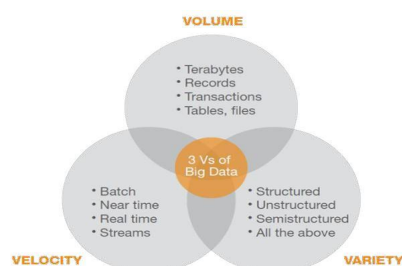 VOLUME
• Terabytes
• Records
• Transactions
• Tables, files
3 Vs of
Big Data
• Batch
• Near time
• Real time
• Streams
• Structured
• Unstructured
• Semistructured
• All the above
VELOCITY
VARIETY